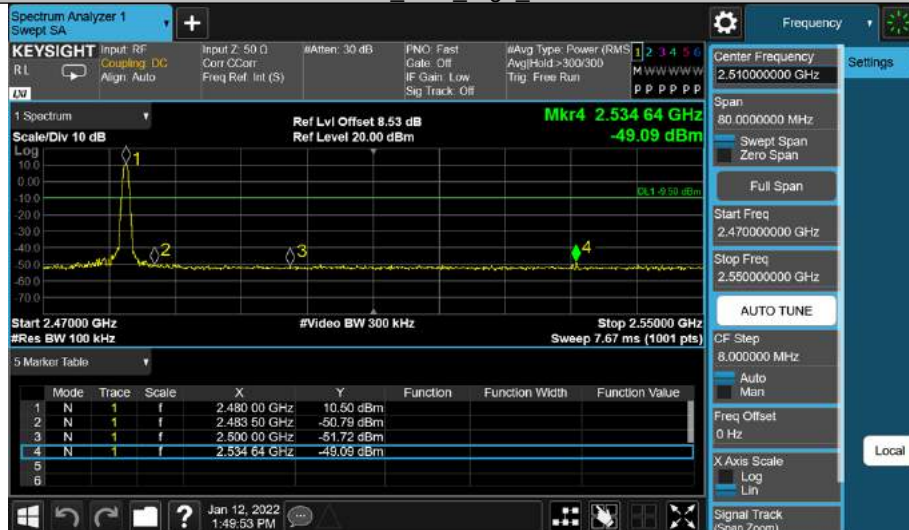 Spectrum Analyzer 1
Swept SA
+
Frequency
KEYSIGHT
RL
LXI
Input: RF
Coupling: DC
Align: Auto
Input Z: 50 Ω
Corr CCorr
Freq Ref: Int (S)
#Atten: 30 dB
PNO: Fast
Gate: Off
IF Gain: Low
Sig Track: Off
#Avg Type: Power (RMS
Avg|Hold:>300/300
Trig: Free Run
1 2 3 4 5 6
M W W W W W
P P P P P P
Center Frequency
2.510000000 GHz
Settings
Span
80.0000000 MHz
Swept Span
Zero Span
Full Span
Start Freq
2.470000000 GHz
Stop Freq
2.550000000 GHz
AUTO TUNE
CF Step
8.000000 MHz
Auto
Man
Freq Offset
0 Hz
X Axis Scale
Log
Lin
Local
Signal Track
(Span Zoom)
1 Spectrum
Scale/Div 10 dB
Ref Lvl Offset 8.53 dB
Ref Level 20.00 dBm
Mkr4 2.534 64 GHz
-49.09 dBm
Log
10.0
0.00
-10.0
-20.0
-30.0
-40.0
-50.0
-60.0
-70.0
1
2
3
4
DL1 -9.50 dBm
Start 2.47000 GHz
#Res BW 100 kHz
#Video BW 300 kHz
Stop 2.55000 GHz
Sweep 7.67 ms (1001 pts)
5 Marker Table
Mode Trace Scale X Y Function Function Width Function Value
1 N 1 f 2.480 00 GHz 10.50 dBm
2 N 1 f 2.483 50 GHz -50.79 dBm
3 N 1 f 2.500 00 GHz -51.72 dBm
4 N 1 f 2.534 64 GHz -49.09 dBm
5
6
?
Jan 12, 2022
1:49:53 PM